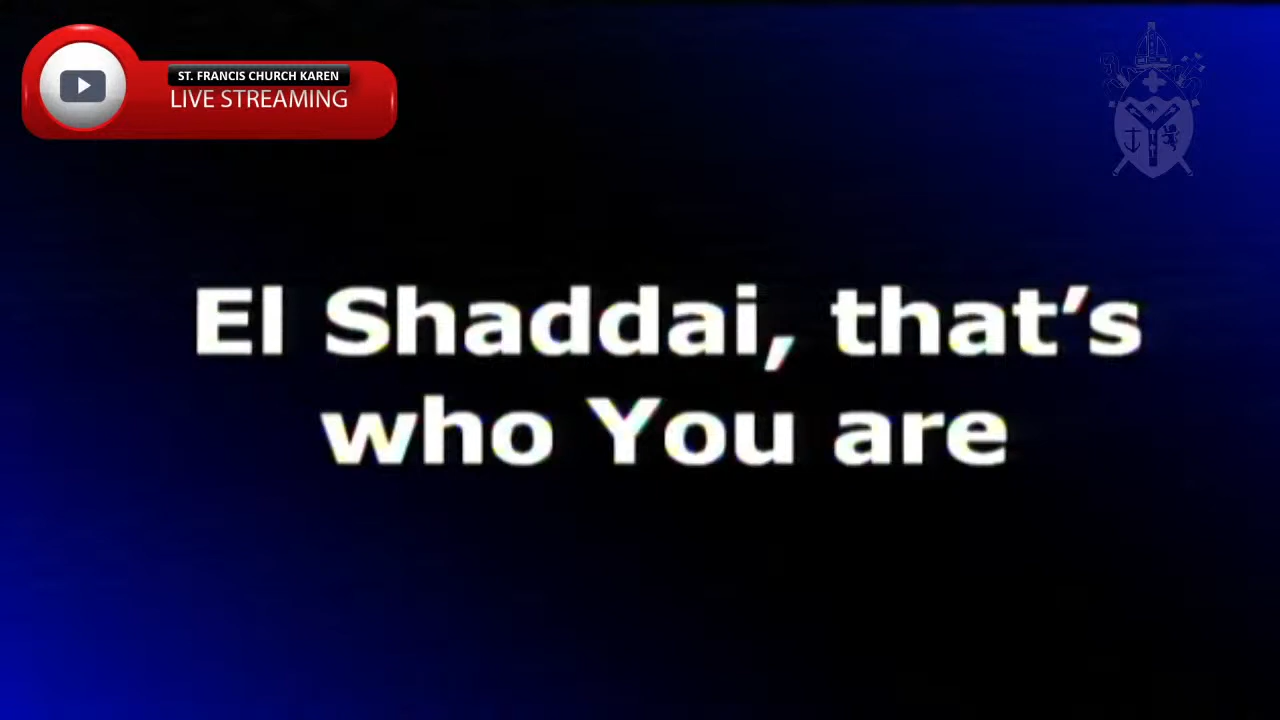 ST. FRANCIS CHURCH KAREN
LIVE STREAMING
El Shaddai, that’s
who You are